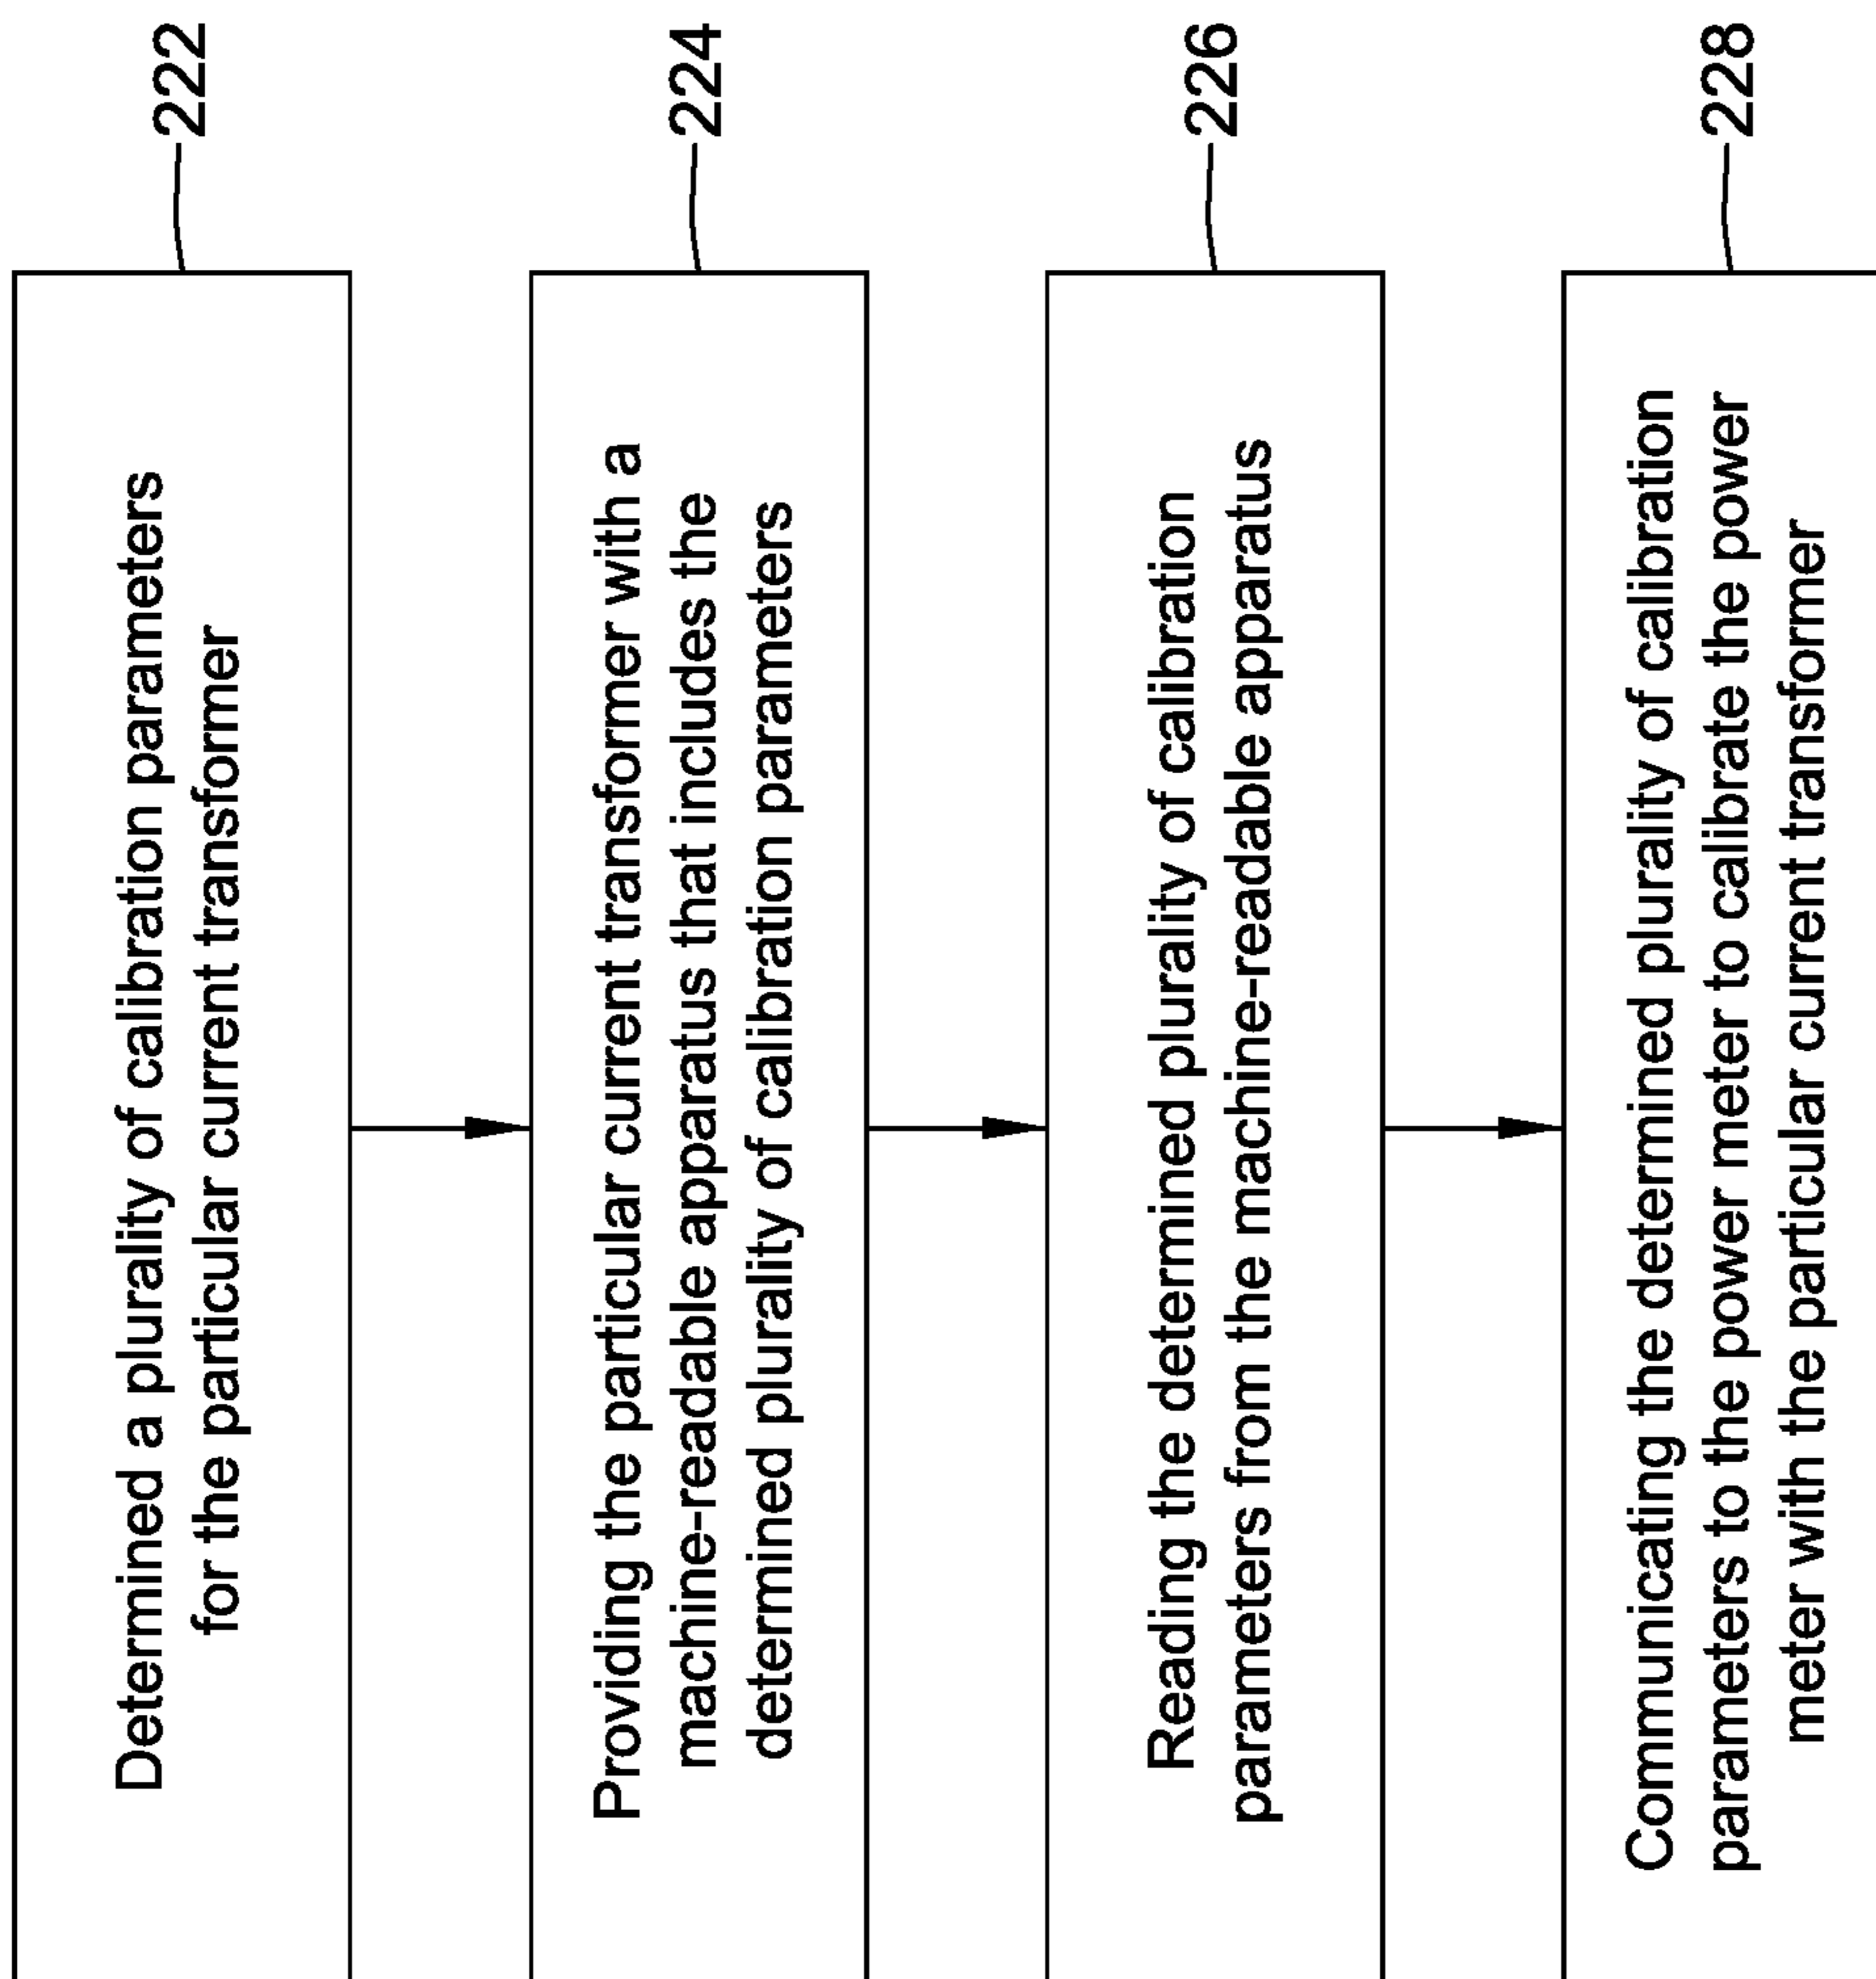 Determined a plurality of calibration parameters
for the particular current transformer
222
Providing the particular current transformer with a
machine-readable apparatus that includes the
determined plurality of calibration parameters
224
Reading the determined plurality of calibration
parameters from the machine-readable apparatus
226
Communicating the determined plurality of calibration
parameters to the power meter to calibrate the power
meter with the particular current transformer
228